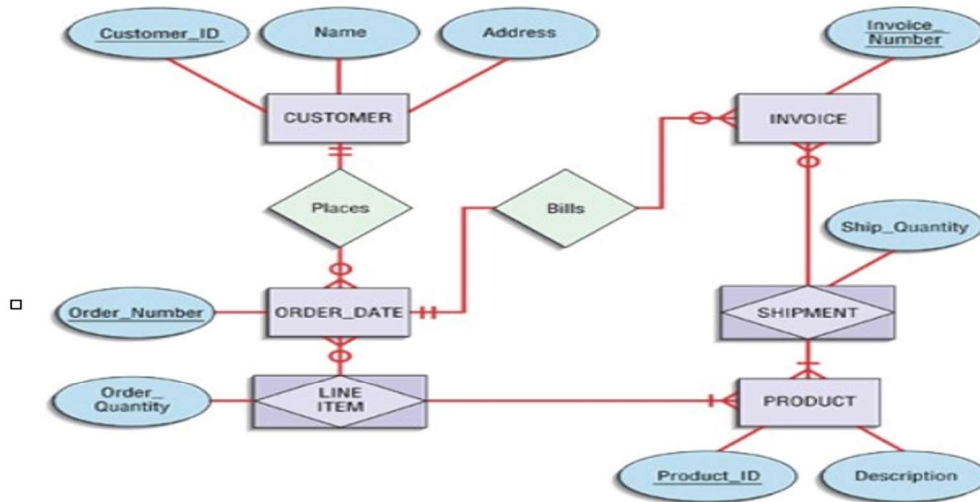 Customer_ID
Name
Address
Invoice_
Number
CUSTOMER
INVOICE
Places
Bills
Ship_Quantity
Order_Number
ORDER_DATE
SHIPMENT
Order_
Quantity
LINE
ITEM
PRODUCT
Product_ID
Description